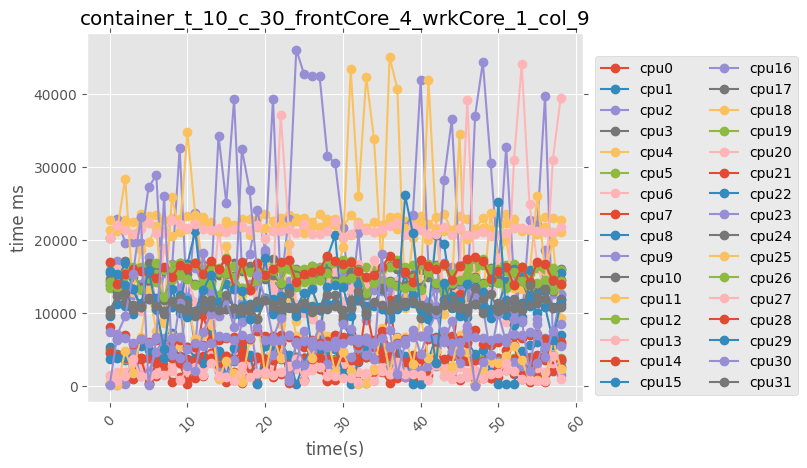 container_t_10_c_30_frontCore_4_wrkCore_1_col_9
time ms
40000
30000
20000
10000
0
0
10
20
30
40
50
60
time(s)
cpu0
cpu1
cpu2
cpu3
cpu4
cpu5
cpu6
cpu7
cpu8
cpu9
cpu10
cpu11
cpu12
cpu13
cpu14
cpu15
cpu16
cpu17
cpu18
cpu19
cpu20
cpu21
cpu22
cpu23
cpu24
cpu25
cpu26
cpu27
cpu28
cpu29
cpu30
cpu31